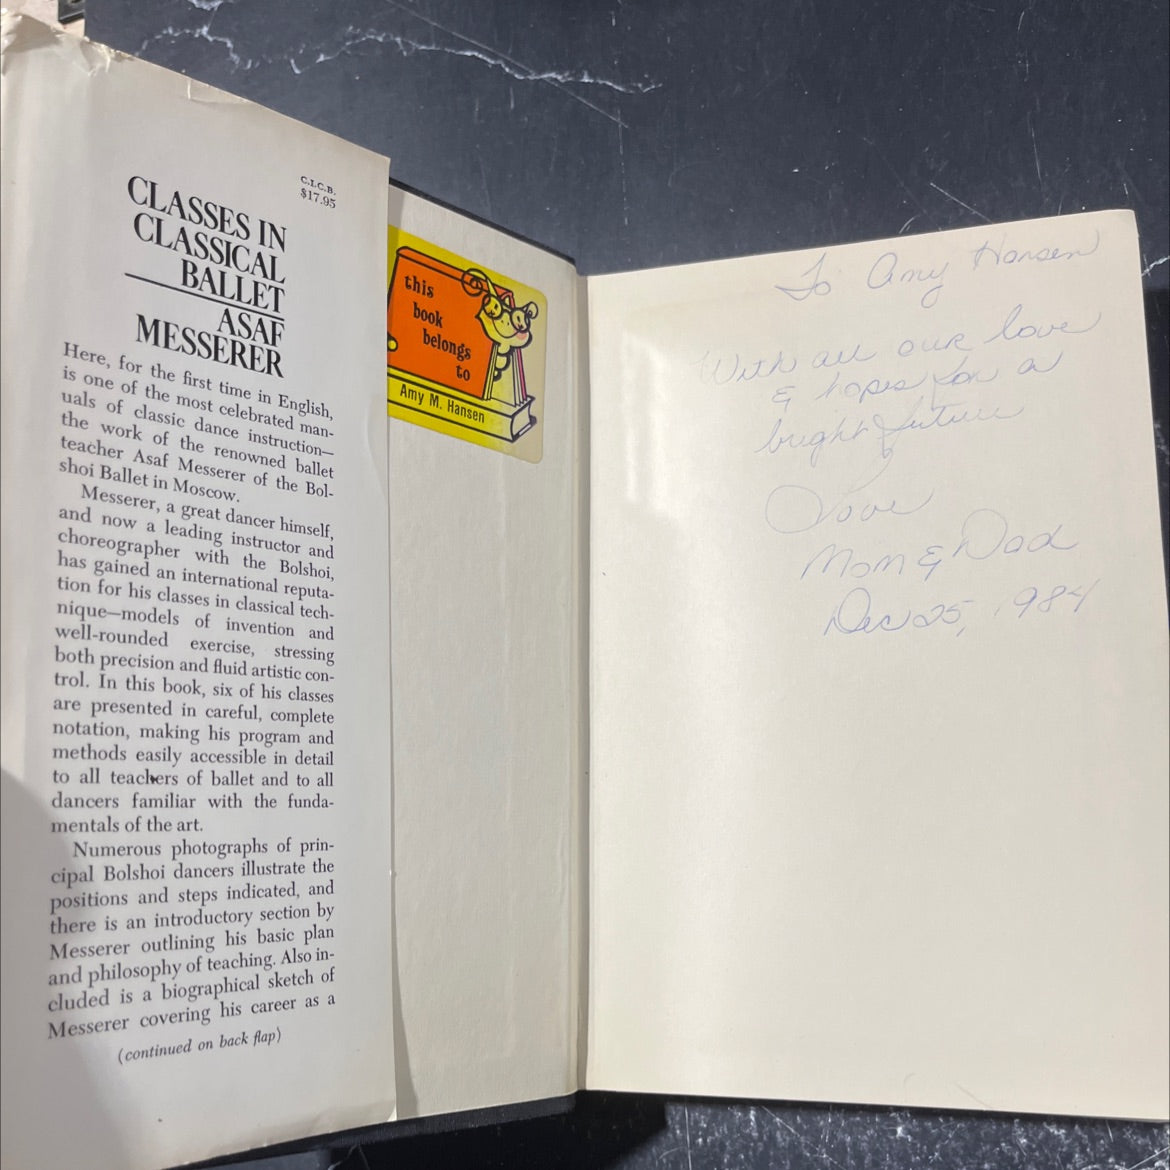 C.I.C.B.
$17.95
CLASSES IN
CLASSICAL
BALLET
ASAF
MESSERER
Here, for the first time in English,
is one of the most celebrated man-
uals of classic dance instruction—
the work of the renowned ballet
teacher Asaf Messerer of the Bol-
shoi Ballet in Moscow.
Messerer, a great dancer himself,
and now a leading instructor and
choreographer with the Bolshoi,
has gained an international reputa-
tion for his classes in classical tech-
nique—models of invention and
well-rounded exercise, stressing
both precision and fluid artistic con-
trol. In this book, six of his classes
are presented in careful, complete
notation, making his program and
methods easily accessible in detail
to all teachers of ballet and to all
dancers familiar with the funda-
mentals of the art.
Numerous photographs of prin-
cipal Bolshoi dancers illustrate the
positions and steps indicated, and
there is an introductory section by
Messerer outlining his basic plan
and philosophy of teaching. Also in-
cluded is a biographical sketch of
Messerer covering his career as a
(continued on back flap)
this
book
belongs
to
Amy M. Hansen
To Amy Hansen
With all our love
& hopes for a
bright future
Love
Mom & Dad
Dec 25, 1984